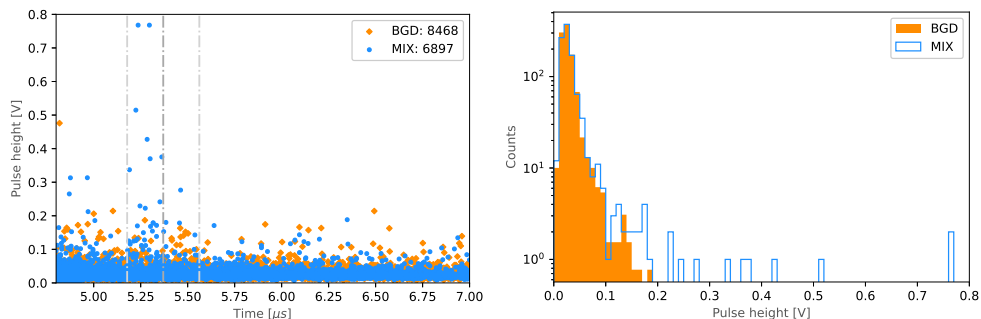 0.8
0.7
0.6
0.5
0.4
0.3
0.2
0.1
0.0
Pulse height [V]
5.00 5.25 5.50 5.75 6.00 6.25 6.50 6.75 7.00
Time [μs]
BGD: 8468
MIX: 6897
10²
10¹
10⁰
Counts
0.0 0.1 0.2 0.3 0.4 0.5 0.6 0.7 0.8
Pulse height [V]
BGD
MIX